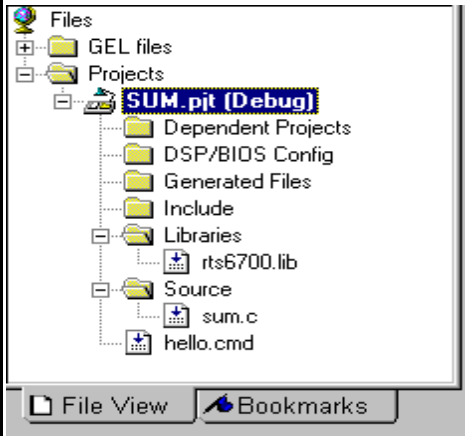 Files
GEL files
Projects
SUM.pjt (Debug)
Dependent Projects
DSP/BIOS Config
Generated Files
Include
Libraries
rts6700.lib
Source
sum.c
hello.cmd
File View Bookmarks